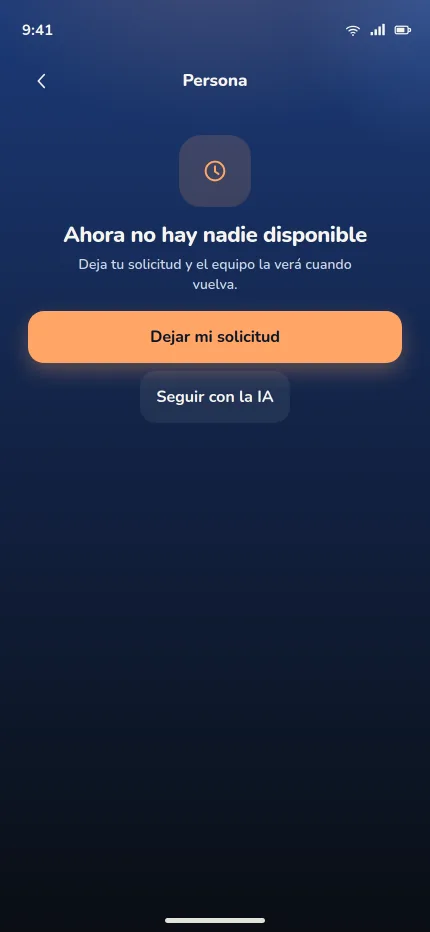 9:41
Persona
Ahora no hay nadie disponible
Deja tu solicitud y el equipo la verá cuando
vuelva.
Dejar mi solicitud
Seguir con la IA